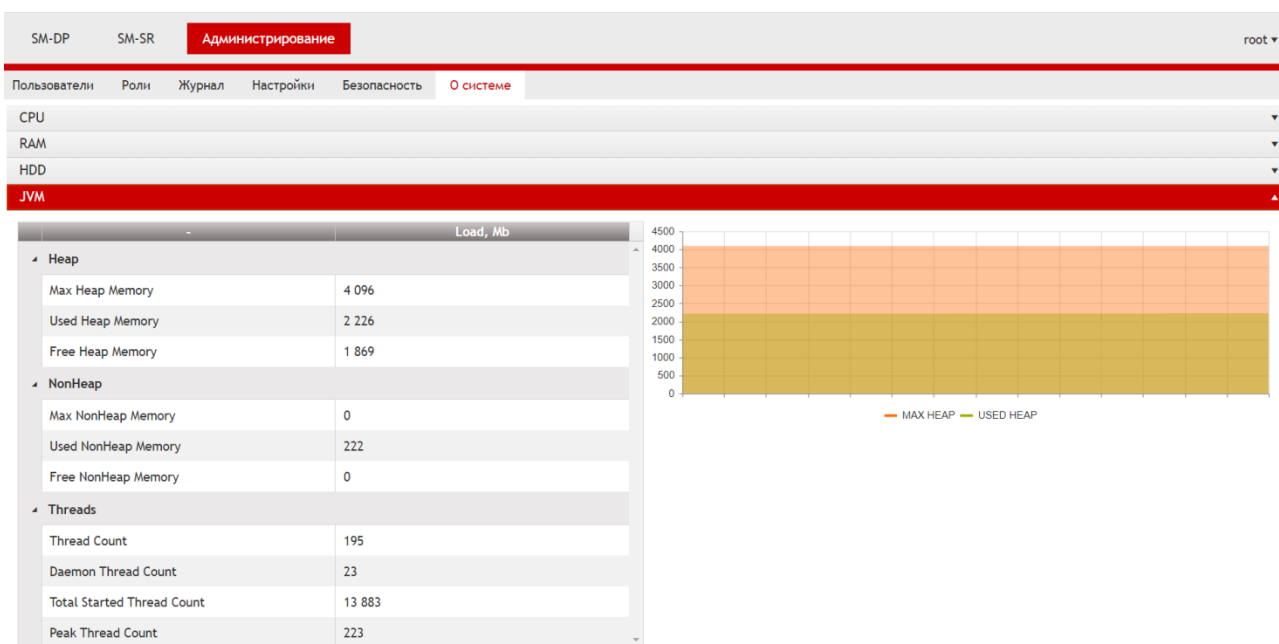 SM-DP SM-SR Администрирование root
Пользователи Роли Журнал Настройки Безопасность О системе
CPU
RAM
HDD
JVM
- Load, Mb
Heap
Max Heap Memory 4 096
Used Heap Memory 2 226
Free Heap Memory 1 869
NonHeap
Max NonHeap Memory 0
Used NonHeap Memory 222
Free NonHeap Memory 0
Threads
Thread Count 195
Daemon Thread Count 23
Total Started Thread Count 13 883
Peak Thread Count 223
4500
4000
3500
3000
2500
2000
1500
1000
500
0
MAX HEAP USED HEAP